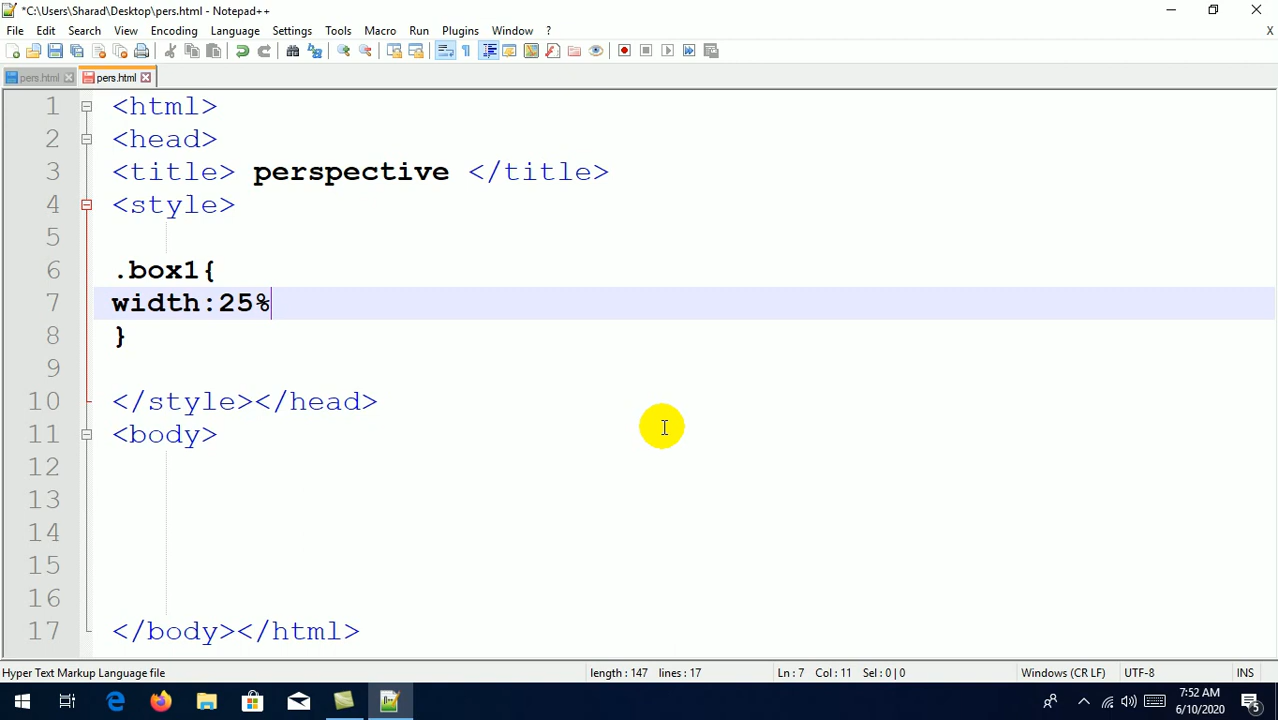 *C:\Users\Sharad\Desktop\pers.html - Notepad++
File Edit Search View Encoding Language Settings Tools Macro Run Plugins Window ? X
pers.html pers.html
1 <html>
2 <head>
3 <title> perspective </title>
4 <style>
5
6 .box1{
7 width:25%
8 }
9
10 </style></head>
11 <body>
12
13
14
15
16
17 </body></html>
Hyper Text Markup Language file length : 147 lines : 17 Ln : 7 Col : 11 Sel : 0 | 0 Windows (CR LF) UTF-8 INS
7:52 AM
6/10/2020
5